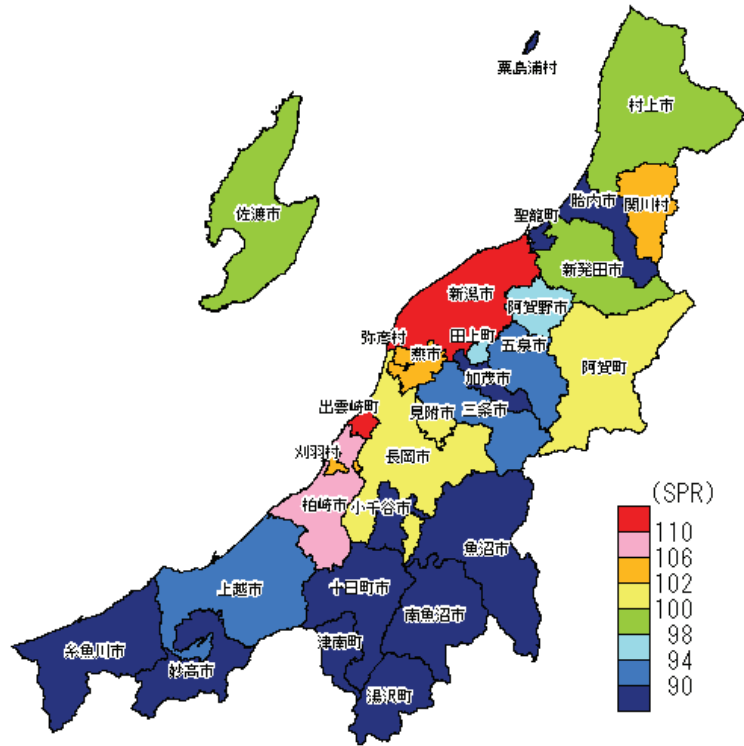 粟島浦村
村上市
佐渡市
胎内市
関川村
聖籠町
新発田市
新潟市
阿賀野市
弥彦村
燕市
田上町
五泉市
阿賀町
加茂市
出雲崎町
見附市
三条市
刈羽村
長岡市
柏崎市
小千谷市
魚沼市
上越市
十日町市
南魚沼市
糸魚川市
妙高市
津南町
湯沢町
(SPR)
110
106
102
100
98
94
90